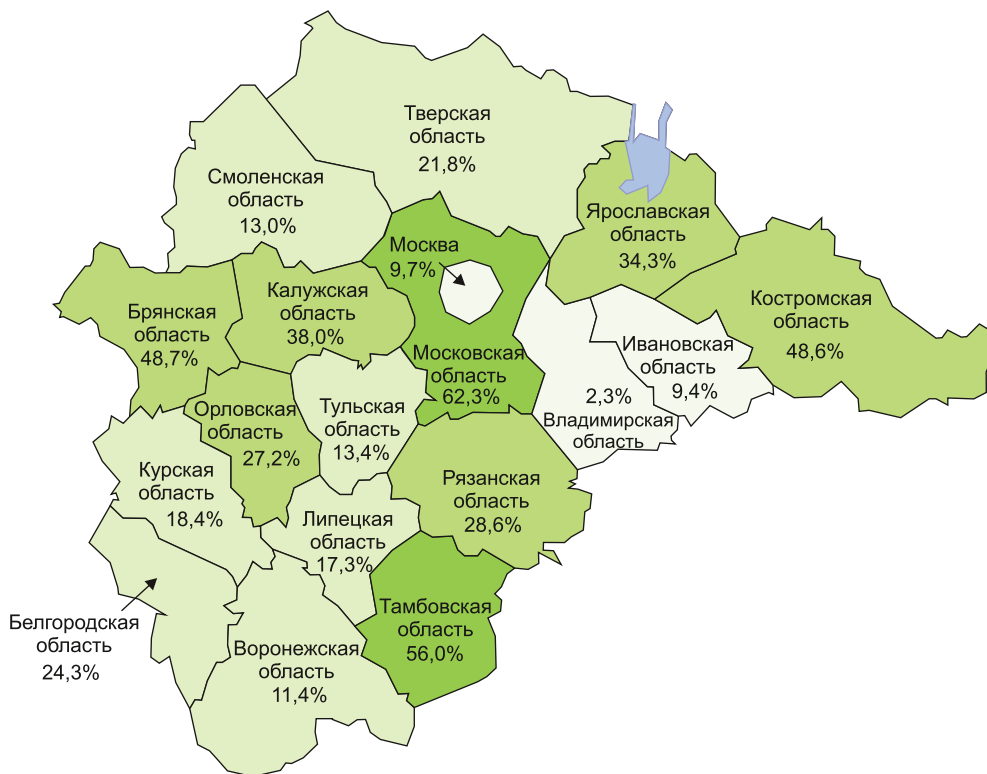 Тверская
область
21,8%
Смоленская
область
13,0%
Ярославская
область
34,3%
Москва
9,7%
Калужская
область
38,0%
Костромская
область
48,6%
Брянская
область
48,7%
Ивановская
область
9,4%
Московская
область
62,3%
2,3%
Владимирская
область
Орловская
область
27,2%
Тульская
область
13,4%
Курская
область
18,4%
Рязанская
область
28,6%
Липецкая
область
17,3%
Тамбовская
область
56,0%
Белгородская
область
24,3%
Воронежская
область
11,4%